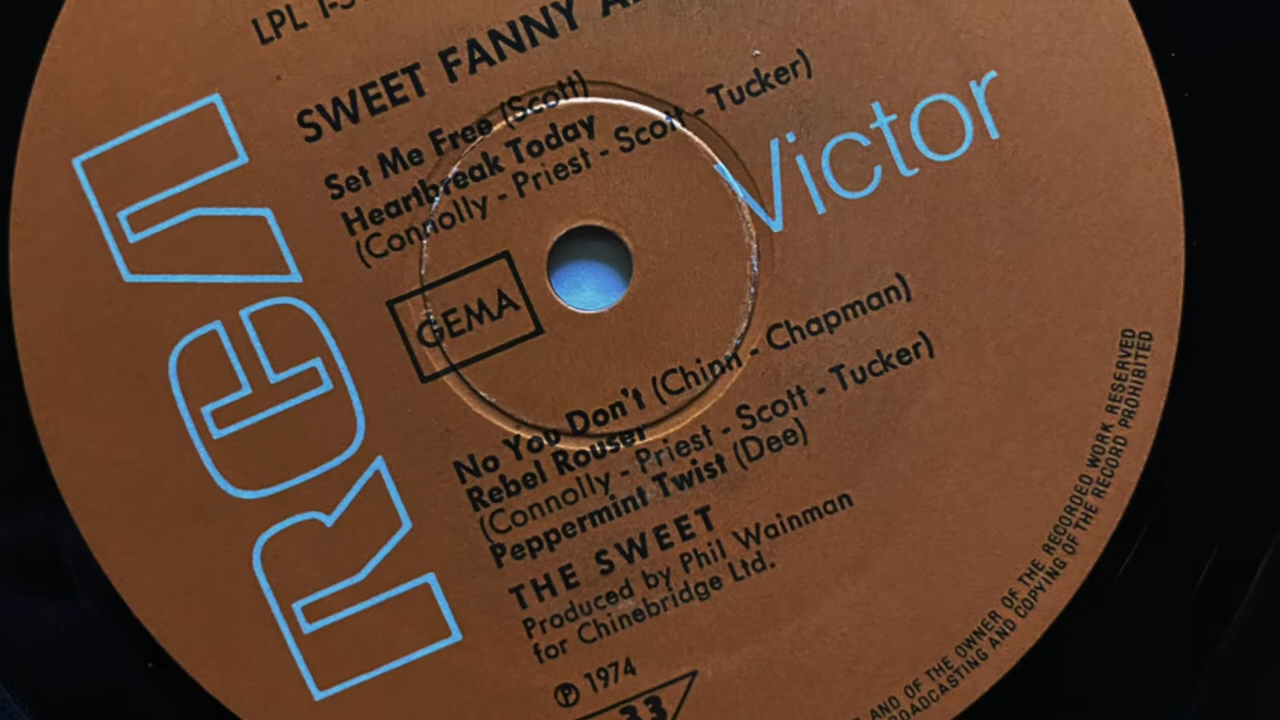 LPL 1-5
SWEET FANNY A
Set Me Free (Scott)
Heartbreak Today
(Connolly - Priest - Scott - Tucker)
RCA
Victor
GEMA
No You Don't (Chinn - Chapman)
Rebel Rouser
(Connolly - Priest - Scott - Tucker)
Peppermint Twist (Dee)
THE SWEET
Produced by Phil Wainman
for Chinebridge Ltd.
℗ 1974
33
AND OF THE OWNER OF THE RECORDED WORK RESERVED
BROADCASTING AND COPYING OF THE RECORD PROHIBITED